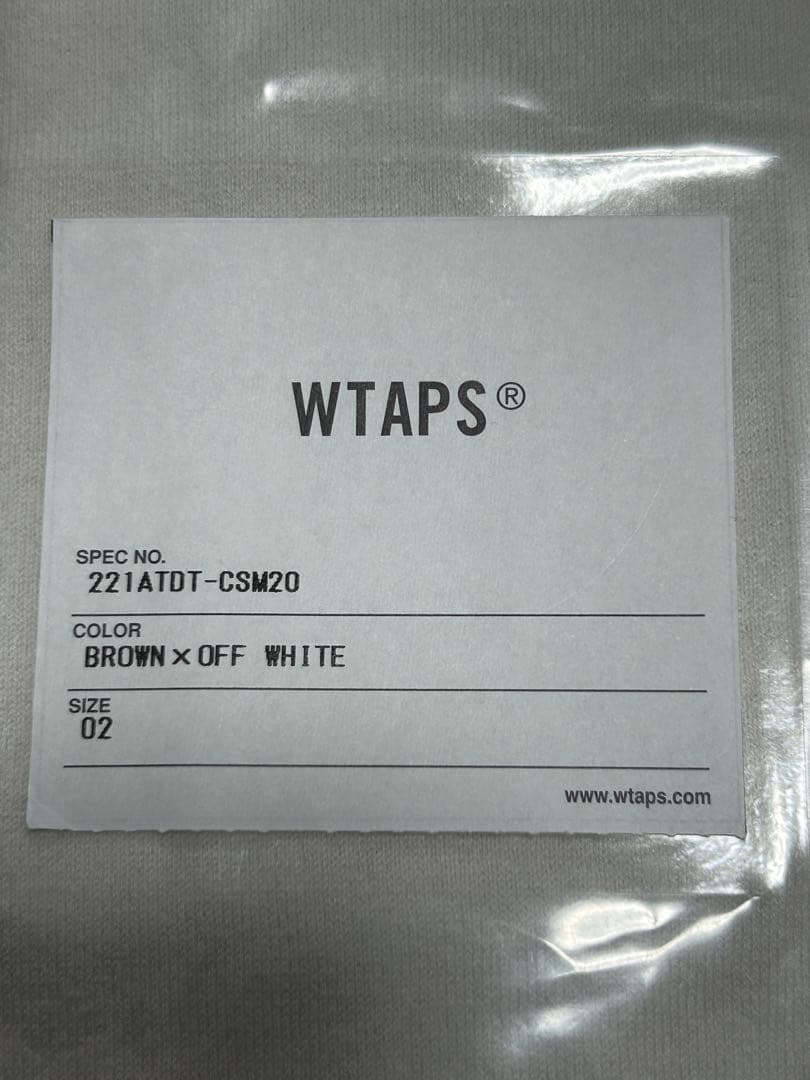 WTAPS®
SPEC NO.
221ATDT-CSM20
COLOR
BROWN×OFF WHITE
SIZE
02
www.wtaps.com